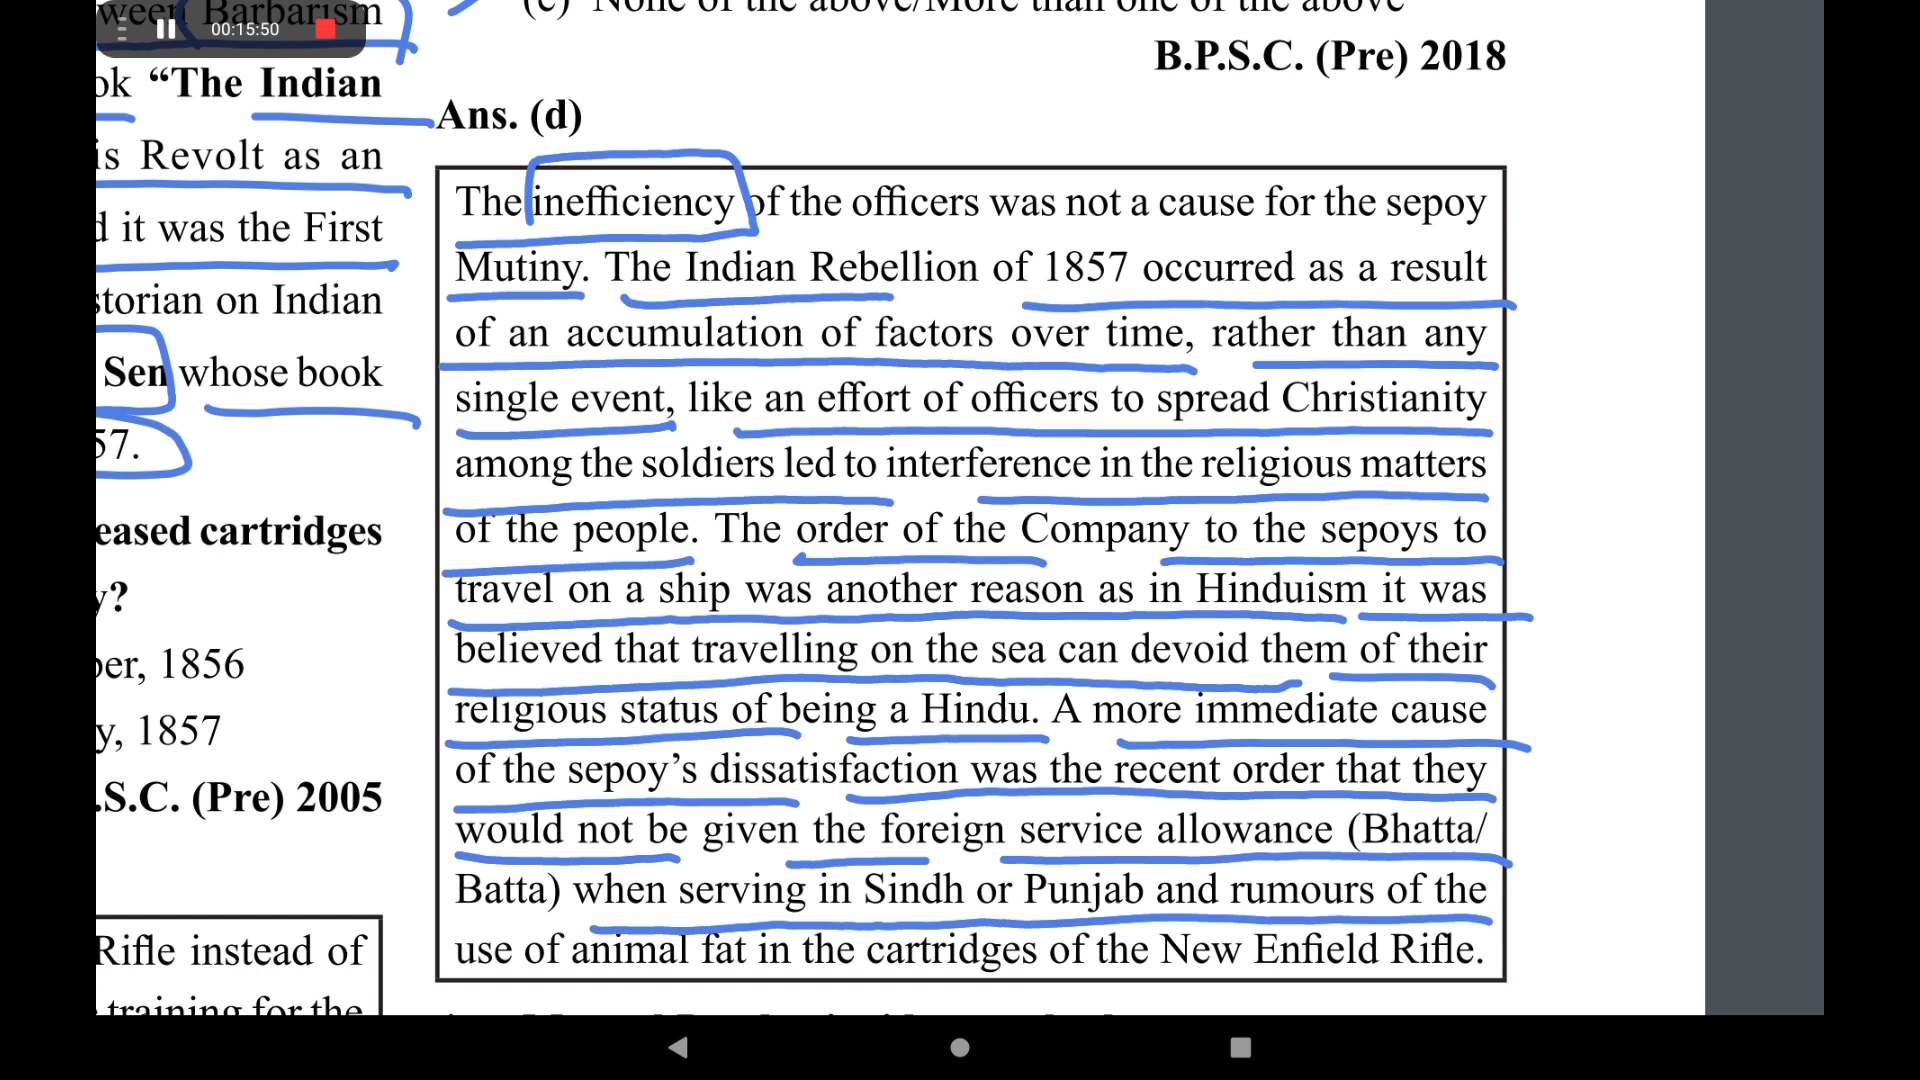 00:15:50
ween Barbarism
ok “The Indian
is Revolt as an
d it was the First
storian on Indian
Sen whose book
57.
eased cartridges
y?
ber, 1856
y, 1857
.S.C. (Pre) 2005
Rifle instead of
training for the
(e) None of the above/More than one of the above
B.P.S.C. (Pre) 2018
Ans. (d)
The inefficiency of the officers was not a cause for the sepoy
Mutiny. The Indian Rebellion of 1857 occurred as a result
of an accumulation of factors over time, rather than any
single event, like an effort of officers to spread Christianity
among the soldiers led to interference in the religious matters
of the people. The order of the Company to the sepoys to
travel on a ship was another reason as in Hinduism it was
believed that travelling on the sea can devoid them of their
religious status of being a Hindu. A more immediate cause
of the sepoy’s dissatisfaction was the recent order that they
would not be given the foreign service allowance (Bhatta/
Batta) when serving in Sindh or Punjab and rumours of the
use of animal fat in the cartridges of the New Enfield Rifle.